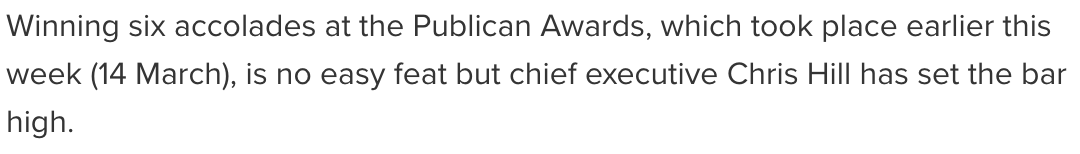 Winning six accolades at the Publican Awards, which took place earlier this
week (14 March), is no easy feat but chief executive Chris Hill has set the bar
high.